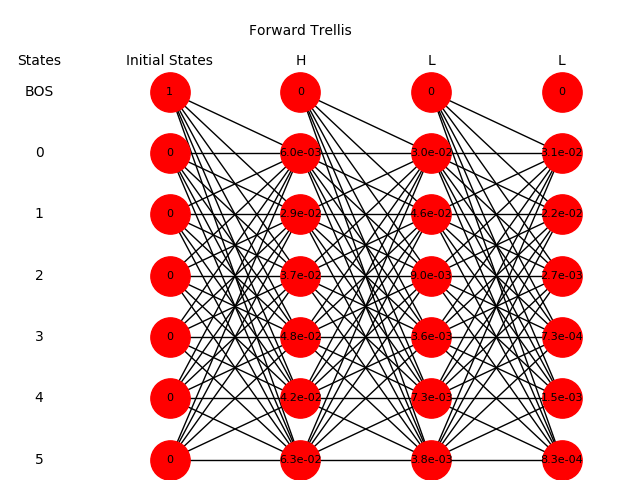 Forward Trellis
States Initial States H L L
BOS 1 0 0 0
0 0 6.0e-03 3.0e-02 3.1e-02
1 0 2.9e-02 4.6e-02 2.2e-02
2 0 3.7e-02 9.0e-03 2.7e-03
3 0 4.8e-02 3.6e-03 7.3e-04
4 0 4.2e-02 7.3e-03 1.5e-03
5 0 6.3e-02 3.8e-03 8.3e-04